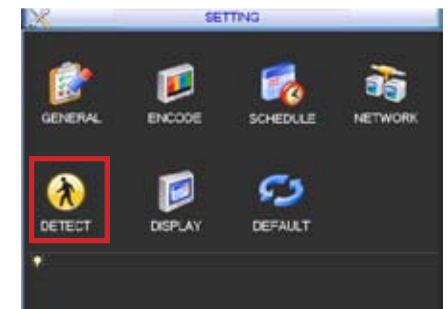 SETTING
GENERAL ENCODE SCHEDULE NETWORK
DETECT DISPLAY DEFAULT